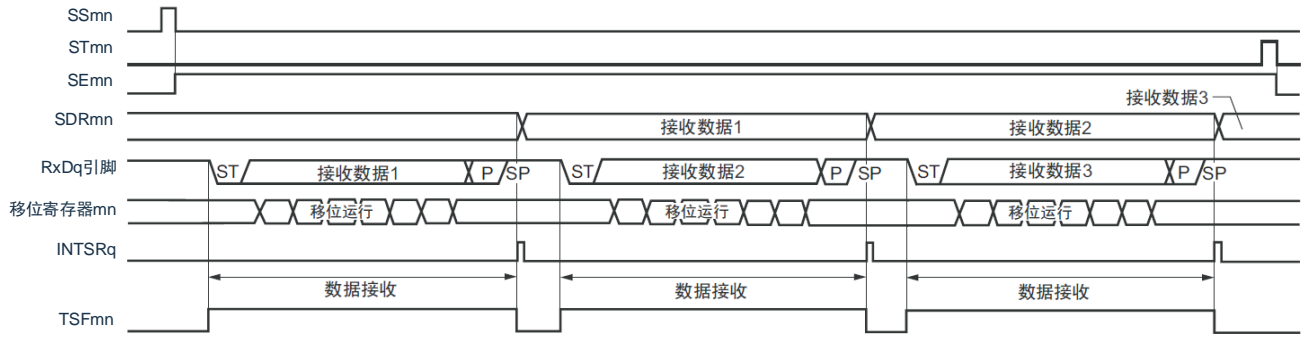 SSmn
STmn
SEmn
接收数据3
SDRmn 接收数据1 接收数据2
RxDq引脚 ST 接收数据1 P SP ST 接收数据2 P SP ST 接收数据3 P SP
移位寄存器mn 移位运行 移位运行 移位运行
INTSRq
数据接收 数据接收 数据接收
TSFmn